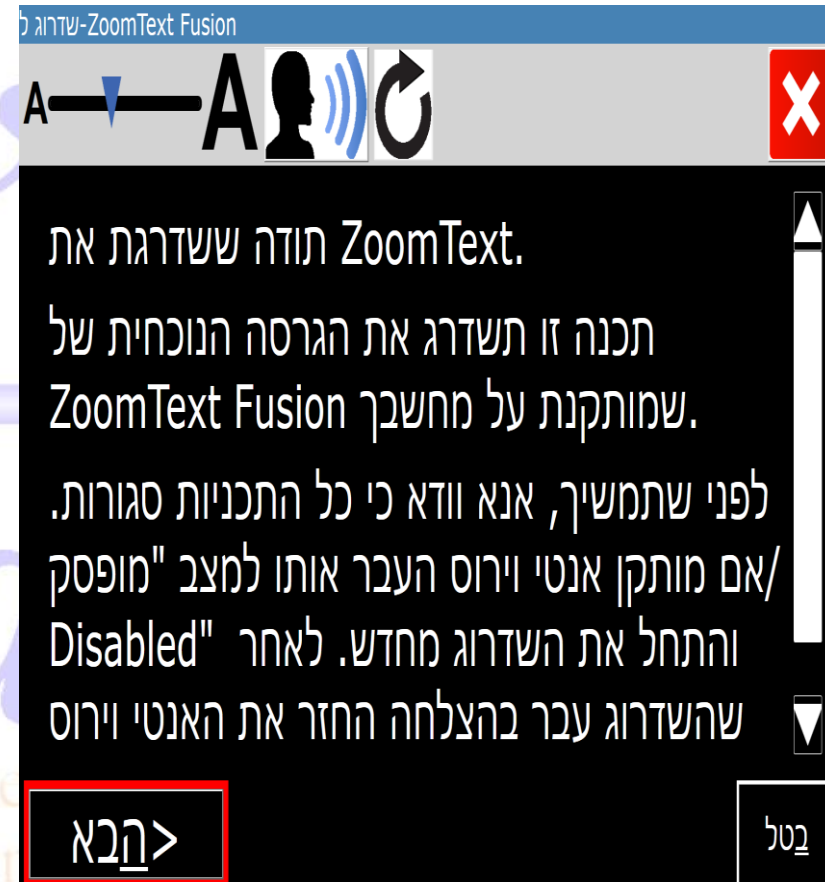 שדרוג ל-ZoomText Fusion
A A
תודה ששדרגת את ZoomText.
תכנה זו תשדרג את הגרסה הנוכחית של
ZoomText Fusion שמותקנת על מחשבך.
לפני שתמשיך, אנא וודא כי כל התכניות סגורות.
אם מותקן אנטי וירוס העבר אותו למצב "מופסק/
Disabled" והתחל את השדרוג מחדש. לאחר
שהשדרוג עבר בהצלחה החזר את האנטי וירוס
הבא<
בטל